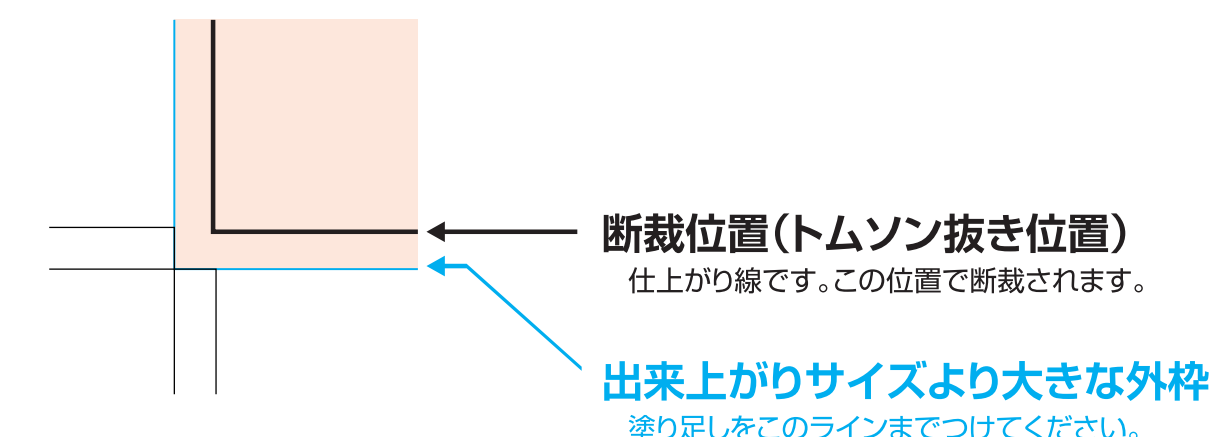 断裁位置（トムソン抜き位置）
仕上がり線です。この位置で断裁されます。
出来上がりサイズより大きな外枠
塗り足しをこのラインまでつけてください。